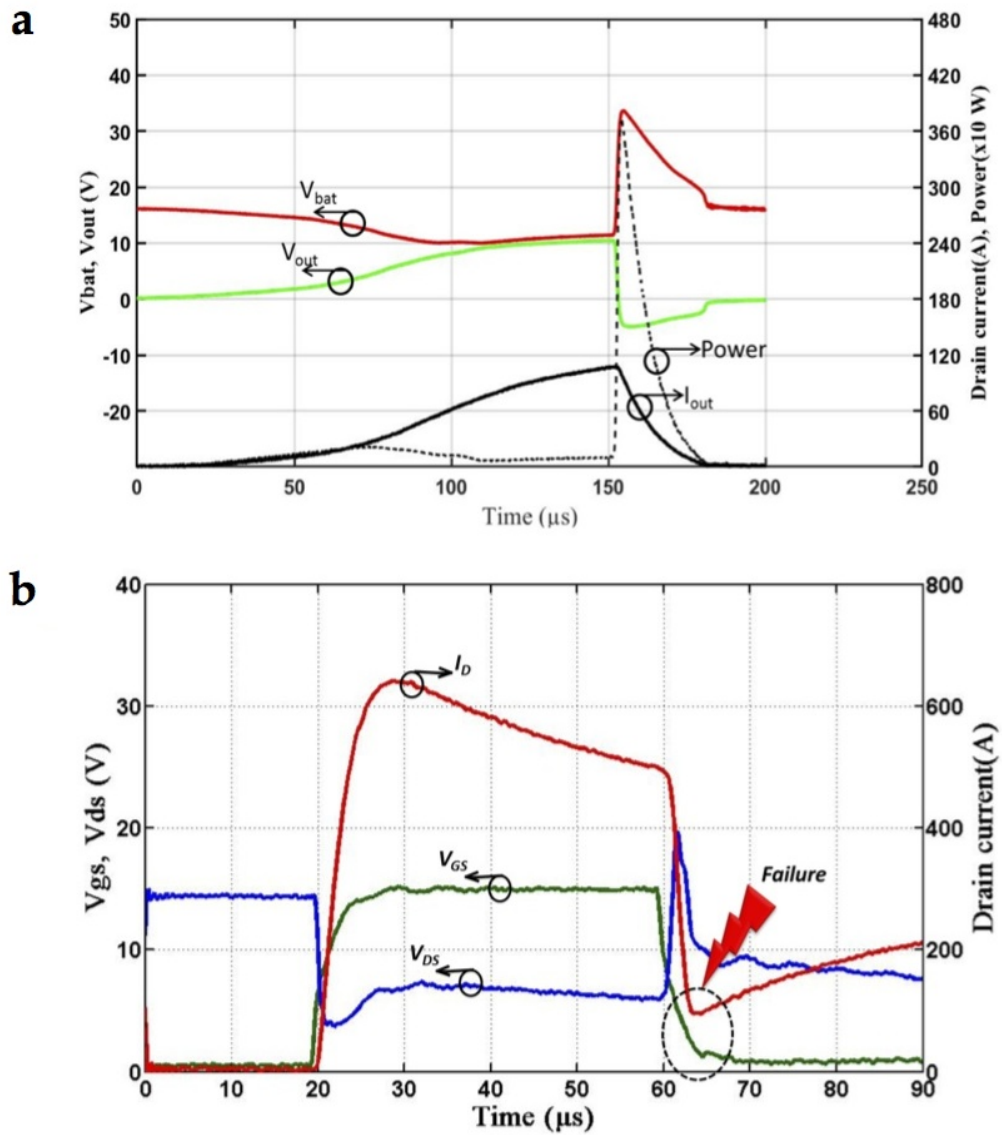 a
50
40
30
20
10
0
-10
-20
Vbat, Vout (V)
480
420
360
300
240
180
120
60
0
Drain current(A), Power(x10 W)
Vbat
Vout
Power
Iout
0 50 100 150 200 250
Time (µs)
b
40
30
20
10
0
Vgs, Vds (V)
800
600
400
200
0
Drain current(A)
ID
VGS
VDS
Failure
0 10 20 30 40 50 60 70 80 90
Time (µs)